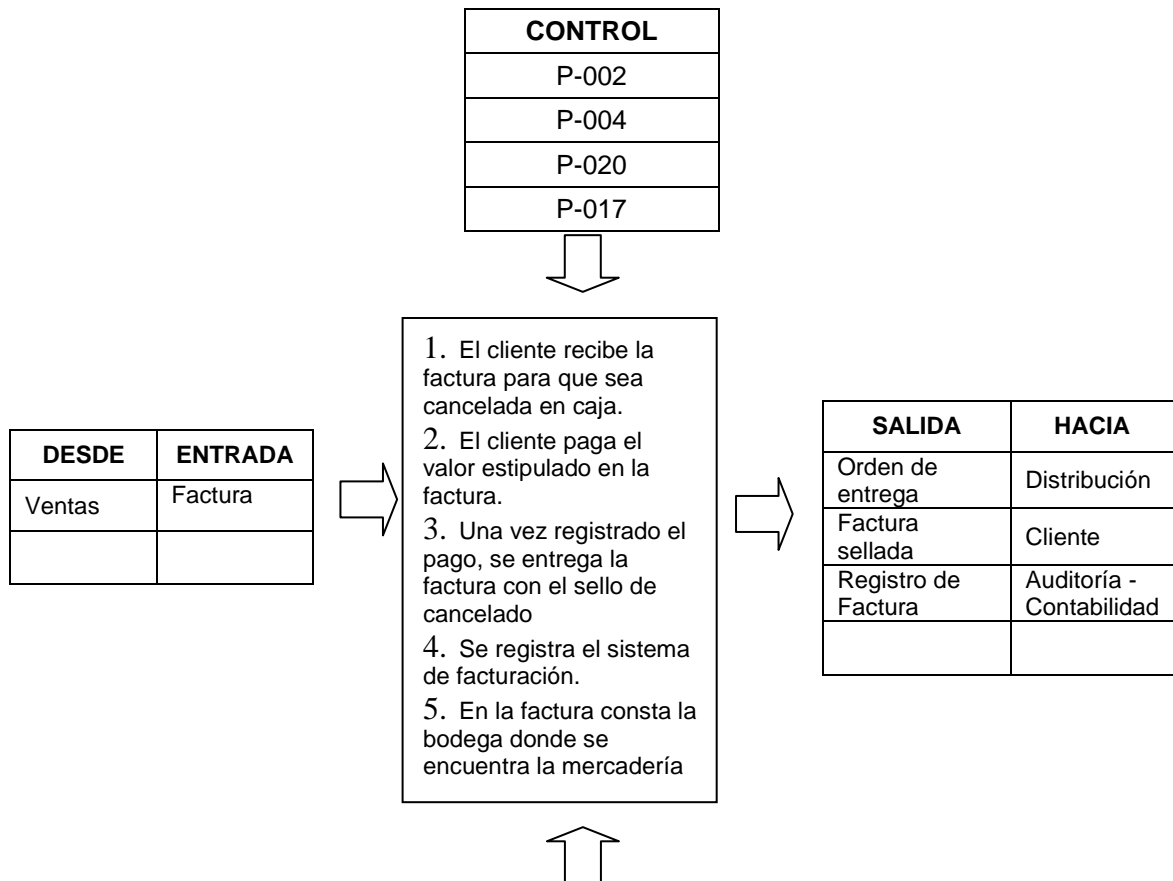 CONTROL
P-002
P-004
P-020
P-017
DESDE ENTRADA
Ventas Factura
1. El cliente recibe la
factura para que sea
cancelada en caja.
2. El cliente paga el
valor estipulado en la
factura.
3. Una vez registrado el
pago, se entrega la
factura con el sello de
cancelado
4. Se registra el sistema
de facturación.
5. En la factura consta la
bodega donde se
encuentra la mercadería
SALIDA HACIA
Orden de
entrega Distribución
Factura
sellada Cliente
Registro de Auditoría -
Factura Contabilidad